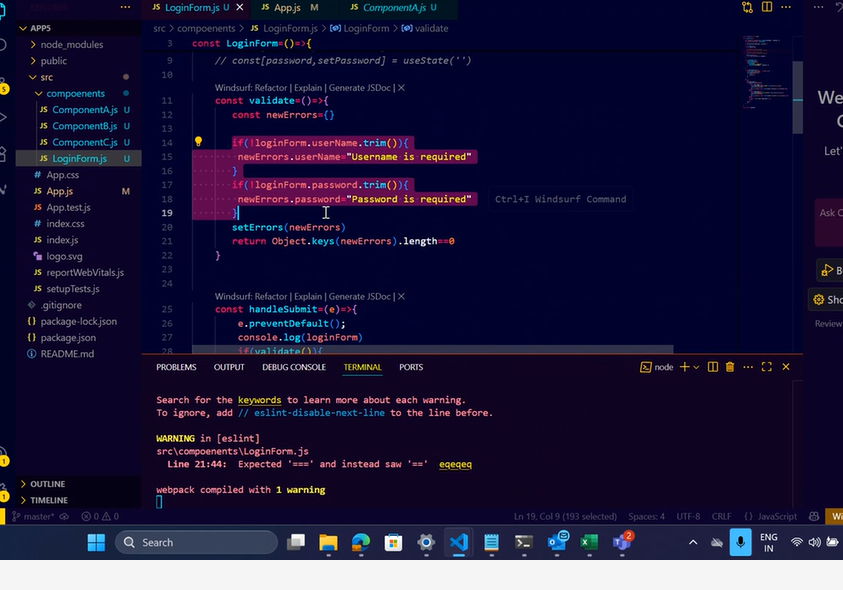 JS LoginForm.js U X
JS App.js M
JS ComponentA.js U
APP5
node_modules
public
src
compoenents
JS ComponentA.js U
JS ComponentB.js U
JS ComponentC.js U
JS LoginForm.js U
# App.css
JS App.js M
JS App.test.js
# index.css
JS index.js
logo.svg
JS reportWebVitals.js
JS setupTests.js
.gitignore
{} package-lock.json
{} package.json
README.md
OUTLINE
TIMELINE
src > compoenents > JS LoginForm.js > LoginForm > validate
3 const LoginForm=()=>{
9 // const[password,setPassword] = useState('')
10
Windsurf: Refactor | Explain | Generate JSDoc | X
11 const validate=()=>{
12 const newErrors={}
13
14 if(!loginForm.userName.trim()){
15 newErrors.userName="Username is required"
16 }
17 if(!loginForm.password.trim()){
18 newErrors.password="Password is required" Ctrl+I Windsurf Command
19 }
20 setErrors(newErrors)
21 return Object.keys(newErrors).length==0
22 }
23
24
Windsurf: Refactor | Explain | Generate JSDoc | X
25 const handleSubmit=(e)=>{
26 e.preventDefault();
27 console.log(loginForm)
28 if(validate()){
PROBLEMS OUTPUT DEBUG CONSOLE TERMINAL PORTS
node
Search for the keywords to learn more about each warning.
To ignore, add // eslint-disable-next-line to the line before.
WARNING in [eslint]
src\compoenents\LoginForm.js
Line 21:44: Expected '===' and instead saw '==' eqeqeq
webpack compiled with 1 warning
We
Let'
Ask C
B
Sho
Review
master* 0 0 Ln 19, Col 9 (193 selected) Spaces: 4 UTF-8 CRLF {} JavaScript Wi
Search
ENG
IN